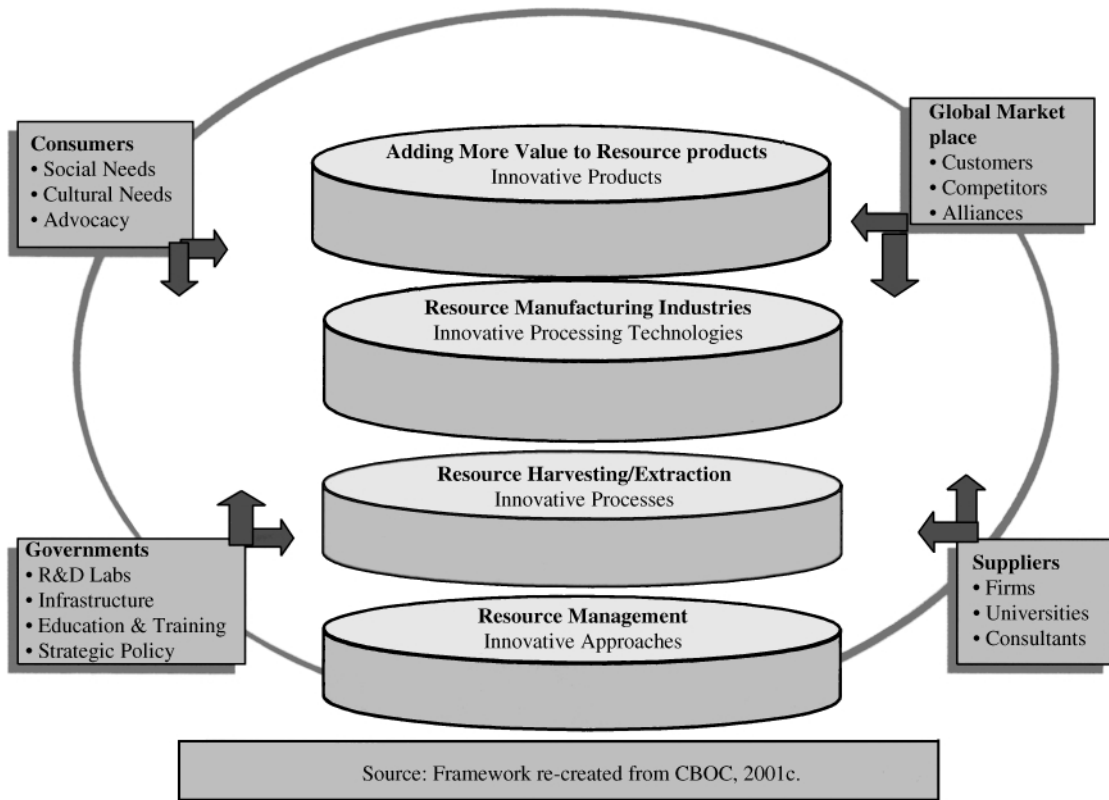 Consumers
• Social Needs
• Cultural Needs
• Advocacy
Global Market
place
• Customers
• Competitors
• Alliances
Adding More Value to Resource products
Innovative Products
Resource Manufacturing Industries
Innovative Processing Technologies
Resource Harvesting/Extraction
Innovative Processes
Governments
• R&D Labs
• Infrastructure
• Education & Training
• Strategic Policy
Suppliers
• Firms
• Universities
• Consultants
Resource Management
Innovative Approaches
Source: Framework re-created from CBOC, 2001c.